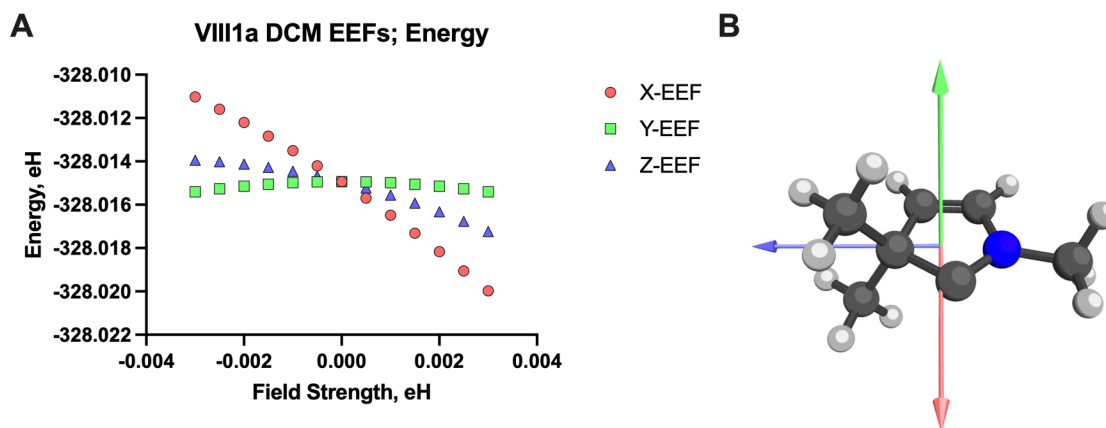 A
B
VIII1a DCM EEFs; Energy
-328.010
-328.012
-328.014
-328.016
-328.018
-328.020
-328.022
Energy, eH
-0.004
-0.002
0.000
0.002
0.004
Field Strength, eH
X-EEF
Y-EEF
Z-EEF